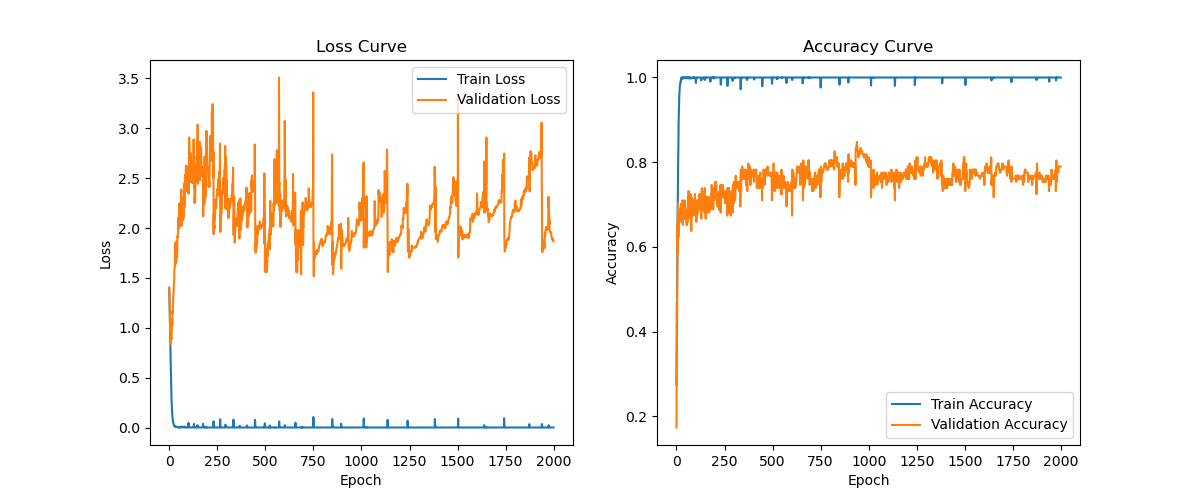 Loss Curve
3.5
3.0
2.5
2.0
1.5
1.0
0.5
0.0
Loss
0 250 500 750 1000 1250 1500 1750 2000
Epoch
Train Loss
Validation Loss
Accuracy Curve
1.0
0.8
0.6
0.4
0.2
Accuracy
0 250 500 750 1000 1250 1500 1750 2000
Epoch
Train Accuracy
Validation Accuracy